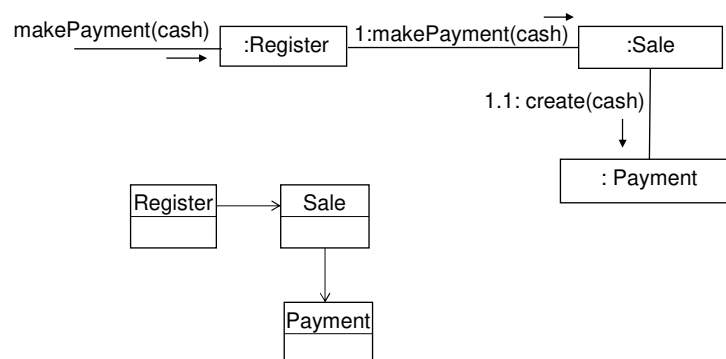 makePayment(cash)
:Register
1:makePayment(cash)
:Sale
1.1: create(cash)
: Payment
Register
Sale
Payment